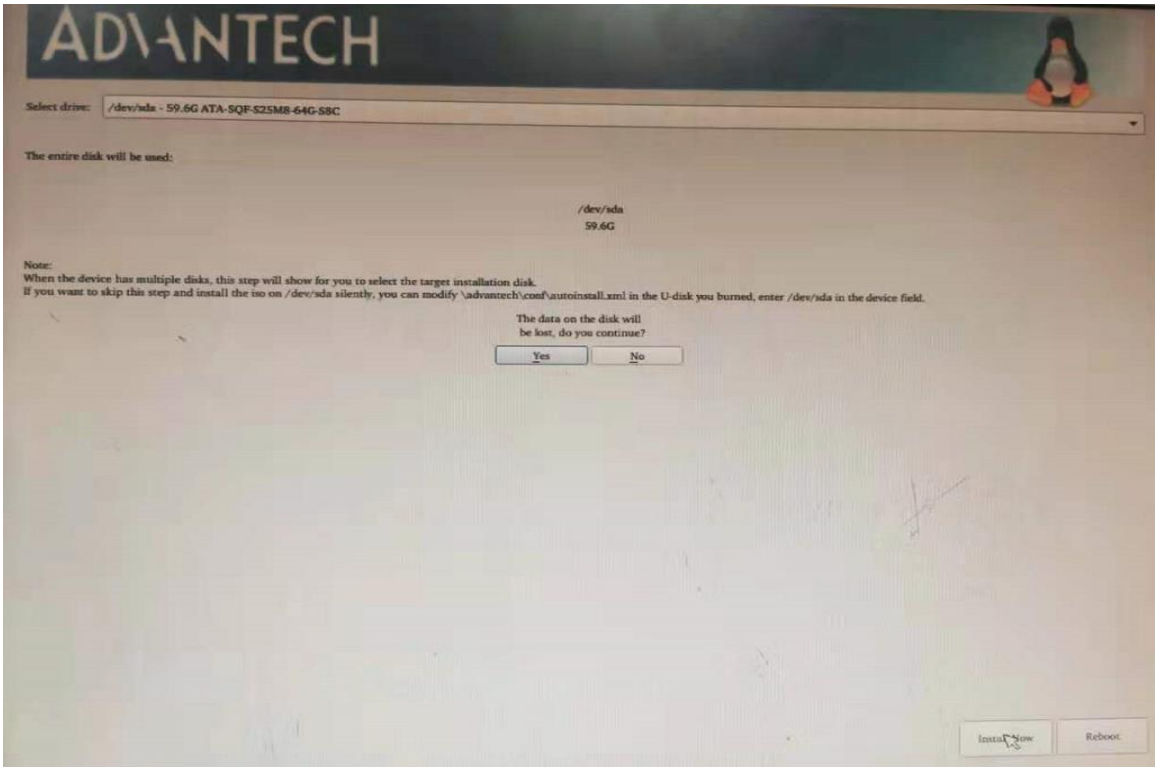 ADVANTECH
Select drive: /dev/sda - 59.6G ATA-SQF-S25M8-64G-S8C
The entire disk will be used:
/dev/sda
59.6G
Note:
When the device has multiple disks, this step will show for you to select the target installation disk.
If you want to skip this step and install the iso on /dev/sda silently, you can modify \advantech\conf\autoinstall.xml in the U-disk you burned, enter /dev/sda in the device field.
The data on the disk will
be lost, do you continue?
Yes No
Install Now Reboot